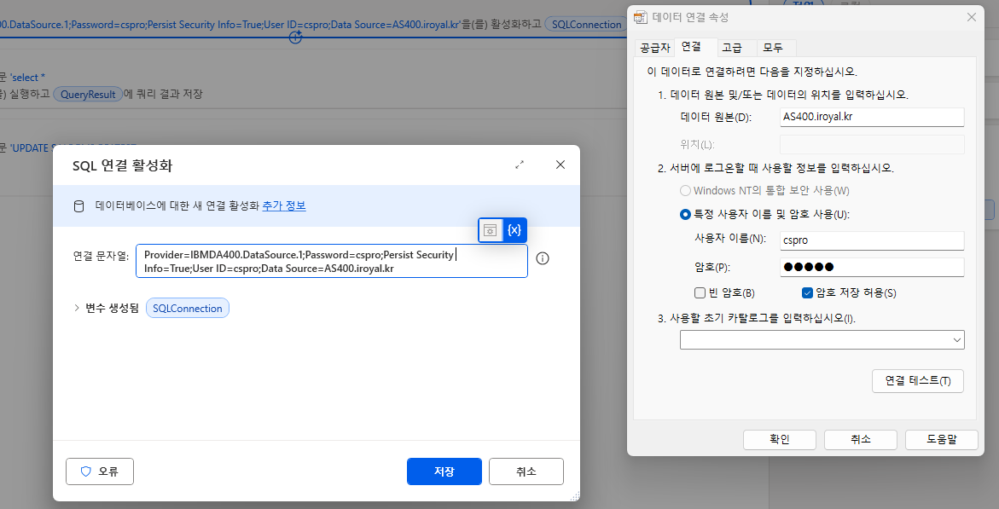 00.DataSource.1;Password=cspro;Persist Security Info=True;User ID=cspro;Data Source=AS400.iroyal.kr'을(를) 활성화하고 SQLConnection
문 'select *
) 실행하고 QueryResult 에 쿼리 결과 저장
문 'UPDATE
SQL 연결 활성화
데이터베이스에 대한 새 연결 활성화 추가 정보
{x}
연결 문자열:
Provider=IBMDA400.DataSource.1;Password=cspro;Persist Security
Info=True;User ID=cspro;Data Source=AS400.iroyal.kr
변수 생성됨 SQLConnection
오류
저장
취소
데이터 연결 속성
공급자 연결 고급 모두
이 데이터로 연결하려면 다음을 지정하십시오.
1. 데이터 원본 및/또는 데이터의 위치를 입력하십시오.
데이터 원본(D): AS400.iroyal.kr
위치(L):
2. 서버에 로그온할 때 사용할 정보를 입력하십시오.
Windows NT의 통합 보안 사용(W)
특정 사용자 이름 및 암호 사용(U):
사용자 이름(N): cspro
암호(P): ●●●●●
빈 암호(B) 암호 저장 허용(S)
3. 사용할 초기 카탈로그를 입력하십시오(I).
연결 테스트(T)
확인 취소 도움말